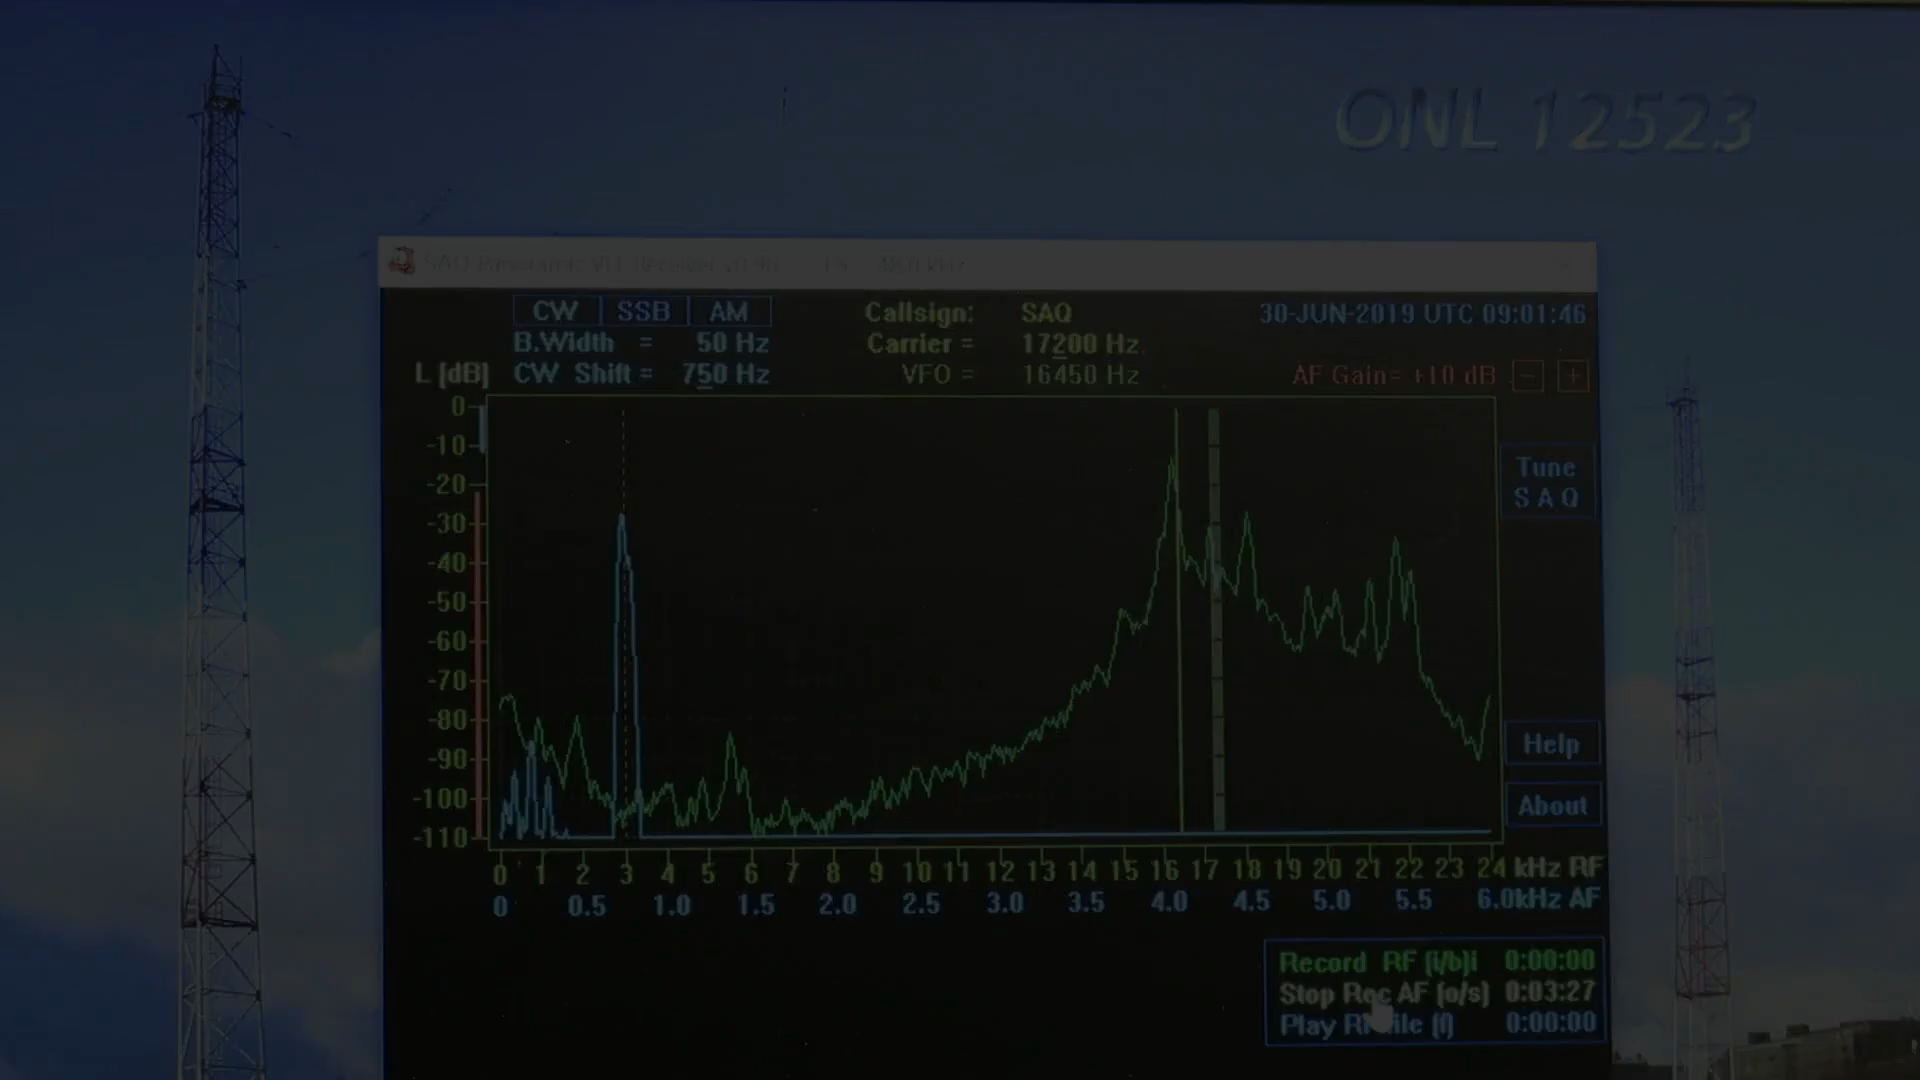 ONL 12523
SAQ Panoramic VLF Receiver
CW SSB AM
Callsign: SAQ
30-JUN-2019 UTC 09:01:46
B.Width = 50 Hz
Carrier = 17200 Hz
L [dB]
CW Shift = 750 Hz
VFO = 16450 Hz
AF Gain= +10 dB - +
0
-10
-20
-30
-40
-50
-60
-70
-80
-90
-100
-110
Tune
S A Q
Help
About
0 1 2 3 4 5 6 7 8 9 10 11 12 13 14 15 16 17 18 19 20 21 22 23 24 kHz RF
0 0.5 1.0 1.5 2.0 2.5 3.0 3.5 4.0 4.5 5.0 5.5 6.0kHz AF
Record RF (i/b)i 0:00:00
Stop Rec AF (o/s) 0:03:27
Play RF file (f) 0:00:00